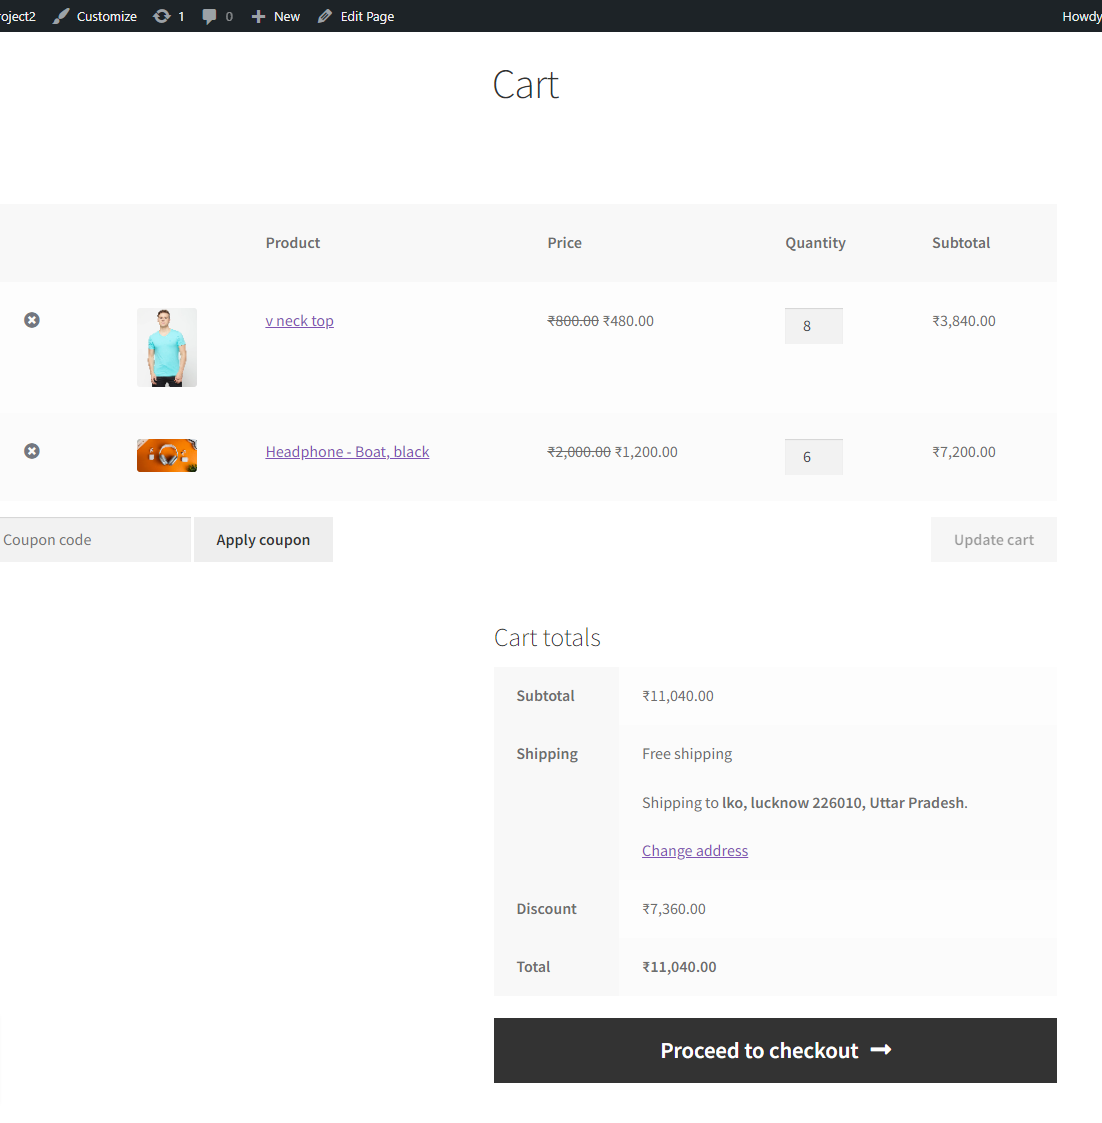 roject2 Customize 1 0 New Edit Page Howdy
Cart
Product Price Quantity Subtotal
v neck top ₹800.00 ₹480.00 8 ₹3,840.00
Headphone - Boat, black ₹2,000.00 ₹1,200.00 6 ₹7,200.00
Coupon code Apply coupon Update cart
Cart totals
Subtotal ₹11,040.00
Shipping Free shipping
Shipping to lko, lucknow 226010, Uttar Pradesh.
Change address
Discount ₹7,360.00
Total ₹11,040.00
Proceed to checkout